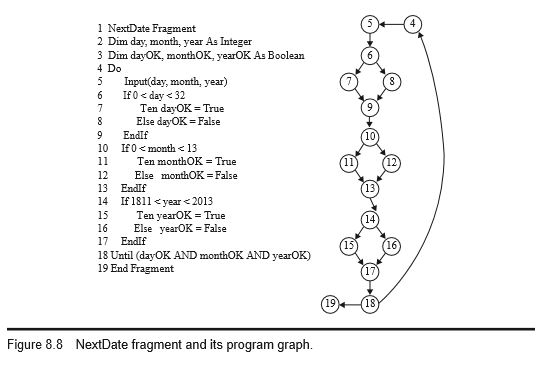 1 NextDate Fragment
2 Dim day, month, year As Integer
3 Dim dayOK, monthOK, yearOK As Boolean
4 Do
5 Input(day, month, year)
6 If 0 < day < 32
7 Ten dayOK = True
8 Else dayOK = False
9 EndIf
10 If 0 < month < 13
11 Ten monthOK = True
12 Else monthOK = False
13 EndIf
14 If 1811 < year < 2013
15 Ten yearOK = True
16 Else yearOK = False
17 EndIf
18 Until (dayOK AND monthOK AND yearOK)
19 End Fragment
5 4
6
7 8
9
10
11 12
13
14
15 16
17
19 18
Figure 8.8 NextDate fragment and its program graph.